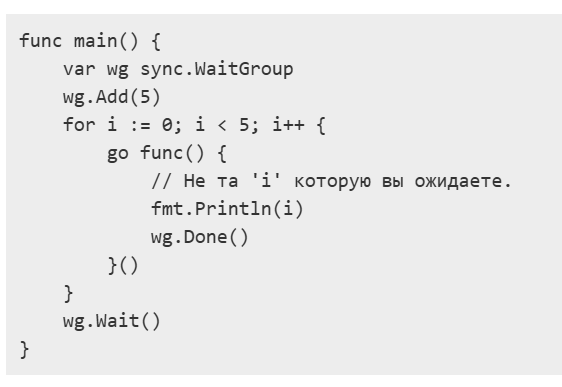 func main() {
    var wg sync.WaitGroup
    wg.Add(5)
    for i := 0; i < 5; i++ {
        go func() {
            // Не та 'i' которую вы ожидаете.
            fmt.Println(i)
            wg.Done()
        }()
    }
    wg.Wait()
}